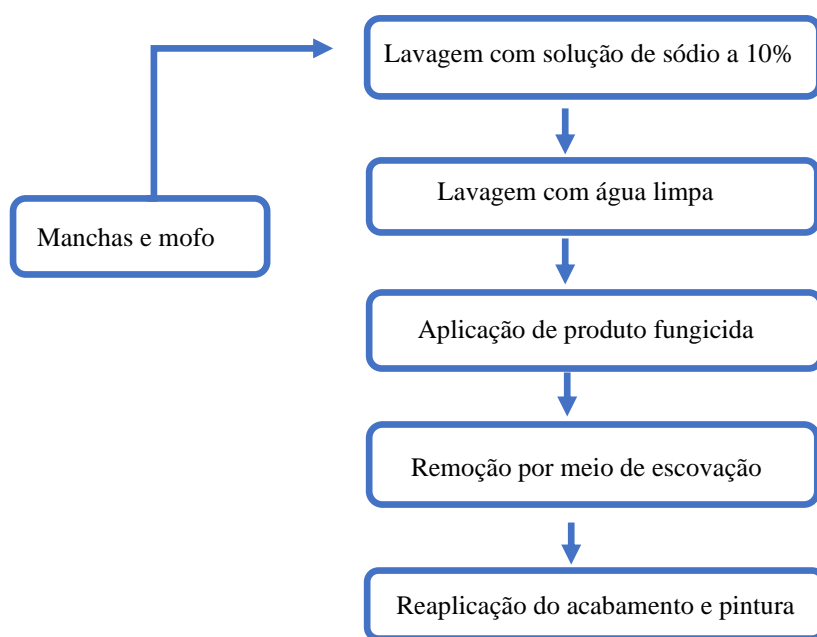 Manchas e mofo
Lavagem com solução de sódio a 10%
Lavagem com água limpa
Aplicação de produto fungicida
Remoção por meio de escovação
Reaplicação do acabamento e pintura